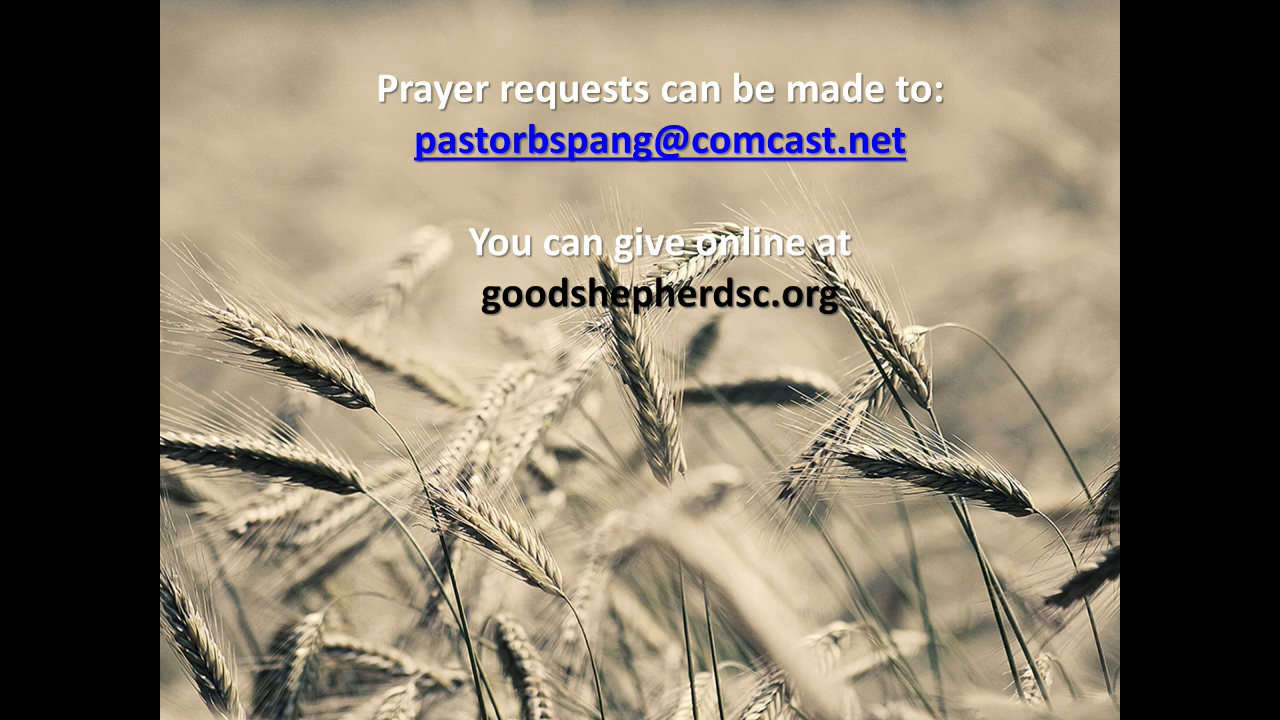 Prayer requests can be made to:
pastorbspang@comcast.net
You can give online at
goodshepherdsc.org